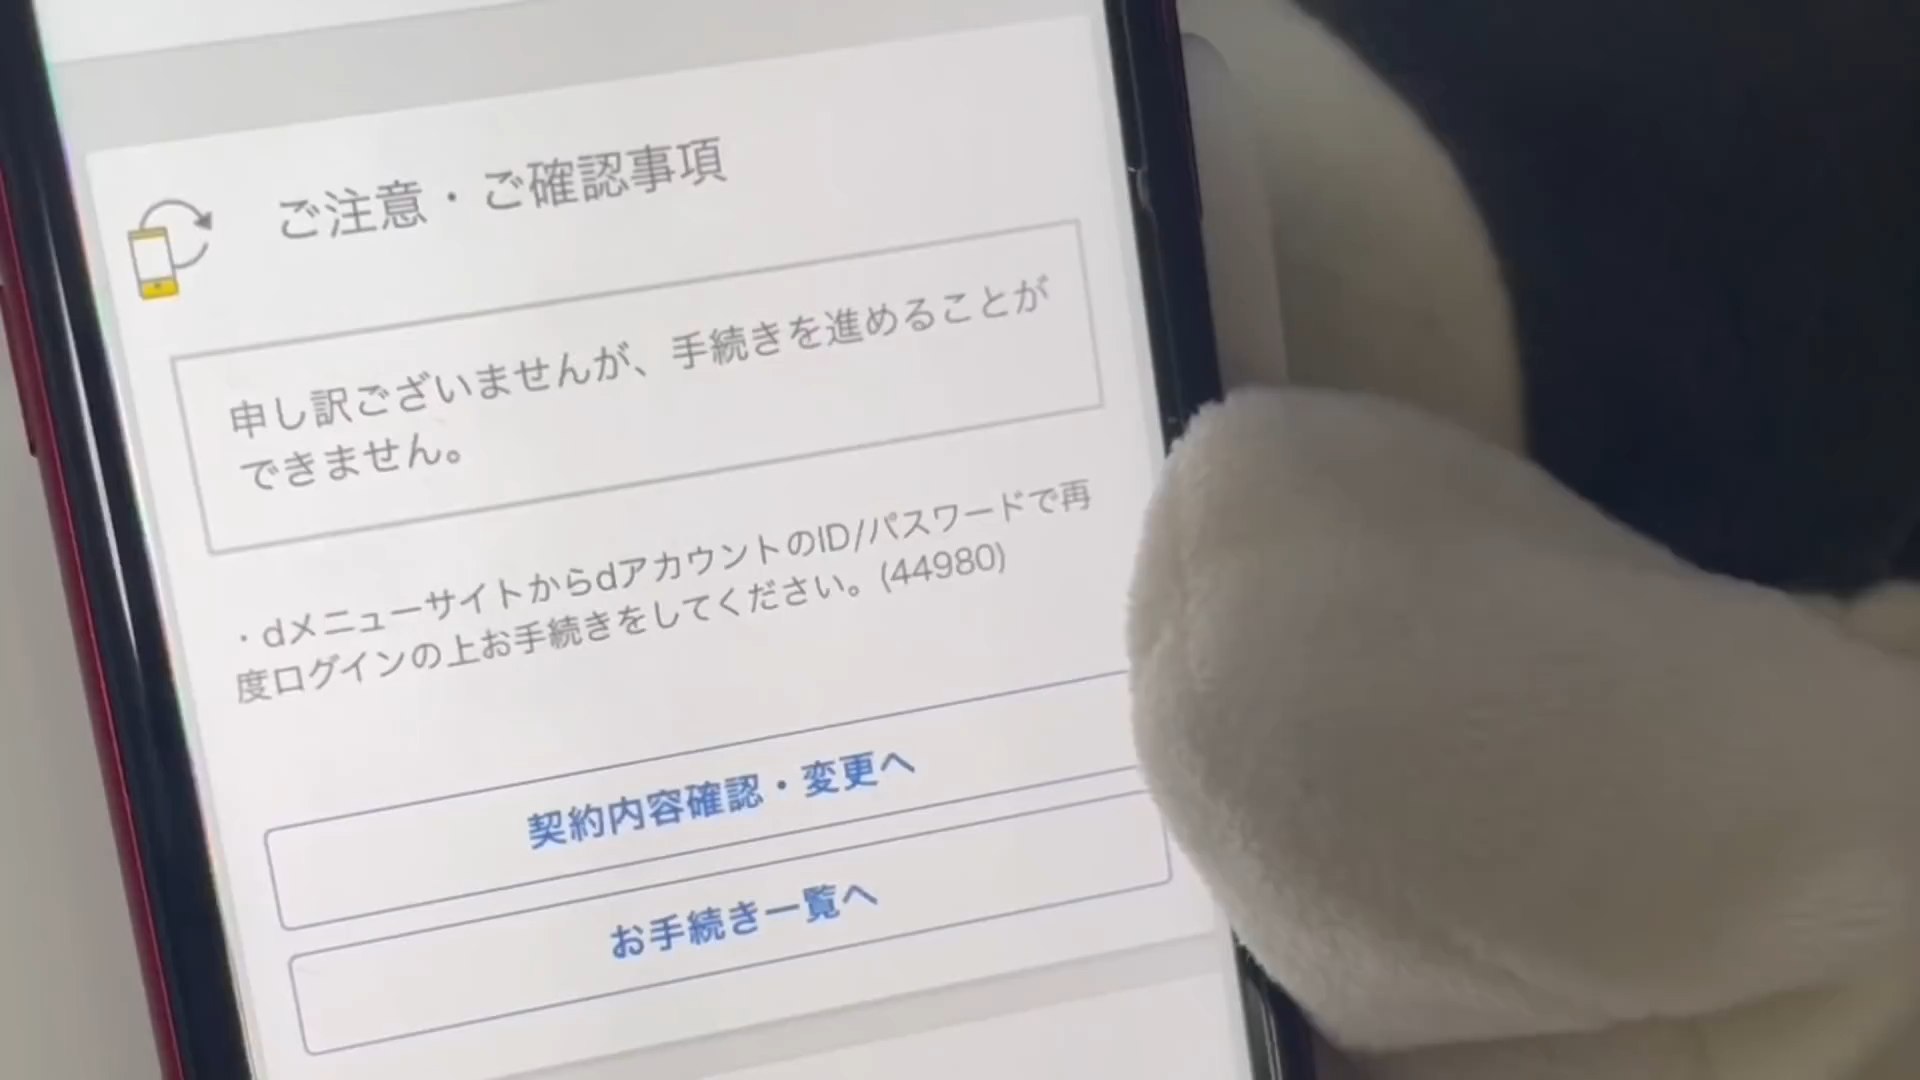 ご注意・ご確認事項
申し訳ございませんが、手続きを進めることが
できません。
・dメニューサイトからdアカウントのID/パスワードで再
度ログインの上お手続きをしてください。(44980)
契約内容確認・変更へ
お手続き一覧へ